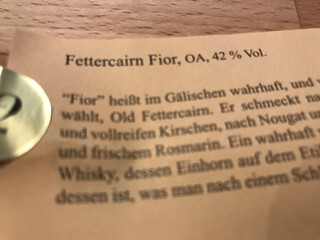 Fettercairn Fior, OA, 42 % Vol.
"Fior" heißt im Gälischen wahrhaft, und
wählt, Old Fettercairn. Er schmeckt
und vollreifen Kirschen, nach Nougat
und frischem Rosmarin. Ein wahrhaft
Whisky, dessen Einhorn auf dem
dessen ist, was man nach einem
2